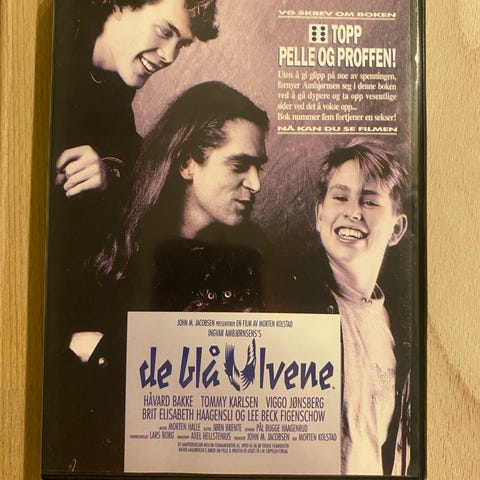 VG SKREV OM BOKEN
TOPP
PELLE OG PROFFEN!
Uten å gi glipp på noe av spenningen,
fornyer Ambjørnsen seg i denne boken
ved å gå dypere og ta opp vesentlige
sider ved det å vokse opp...
Bok nummer fem fortjener en sekser!
NÅ KAN DU SE FILMEN
JOHN M. JACOBSEN PRESENTERER EN FILM AV MORTEN KOLSTAD
INGVAR AMBJØRNSEN'S
de blå Ulvene
HÅVARD BAKKE TOMMY KARLSEN VIGGO JØNSBERG
BRIT ELISABETH HAAGENSLI OG LEE BECK FIGENSCHOW
MORTEN HALLE JØRN BRENTE PÅL BUGGE HAAGENRUD
LARS BORG AXEL HELLSTENIUS JOHN M. JACOBSEN MORTEN KOLSTAD